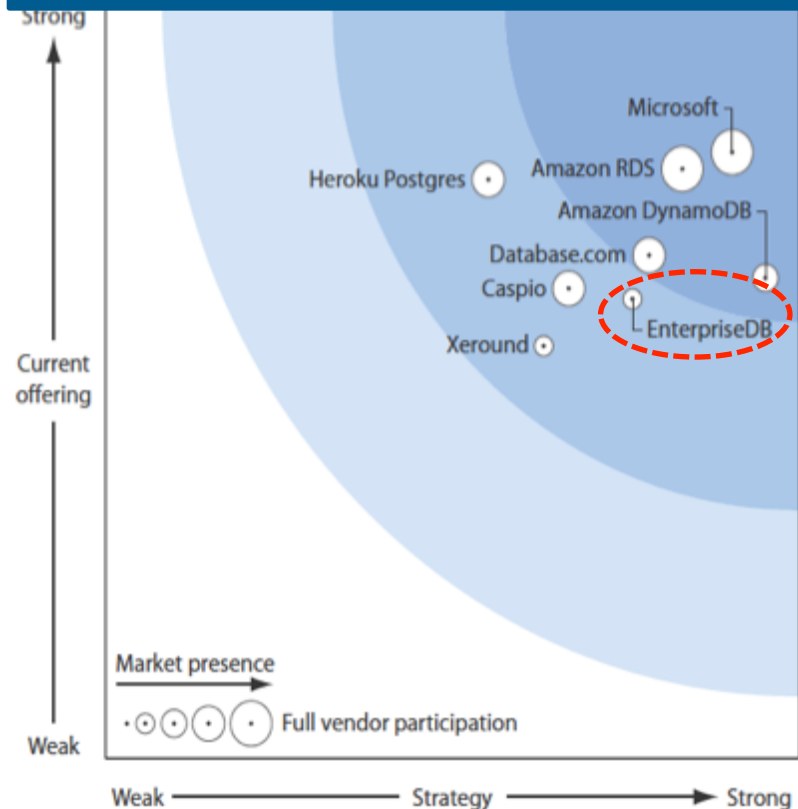 Strong
Microsoft
Heroku Postgres
Amazon RDS
Amazon DynamoDB
Database.com
Caspio
EnterpriseDB
Xeround
Current
offering
Market presence
Full vendor participation
Weak
Weak
Strategy
Strong